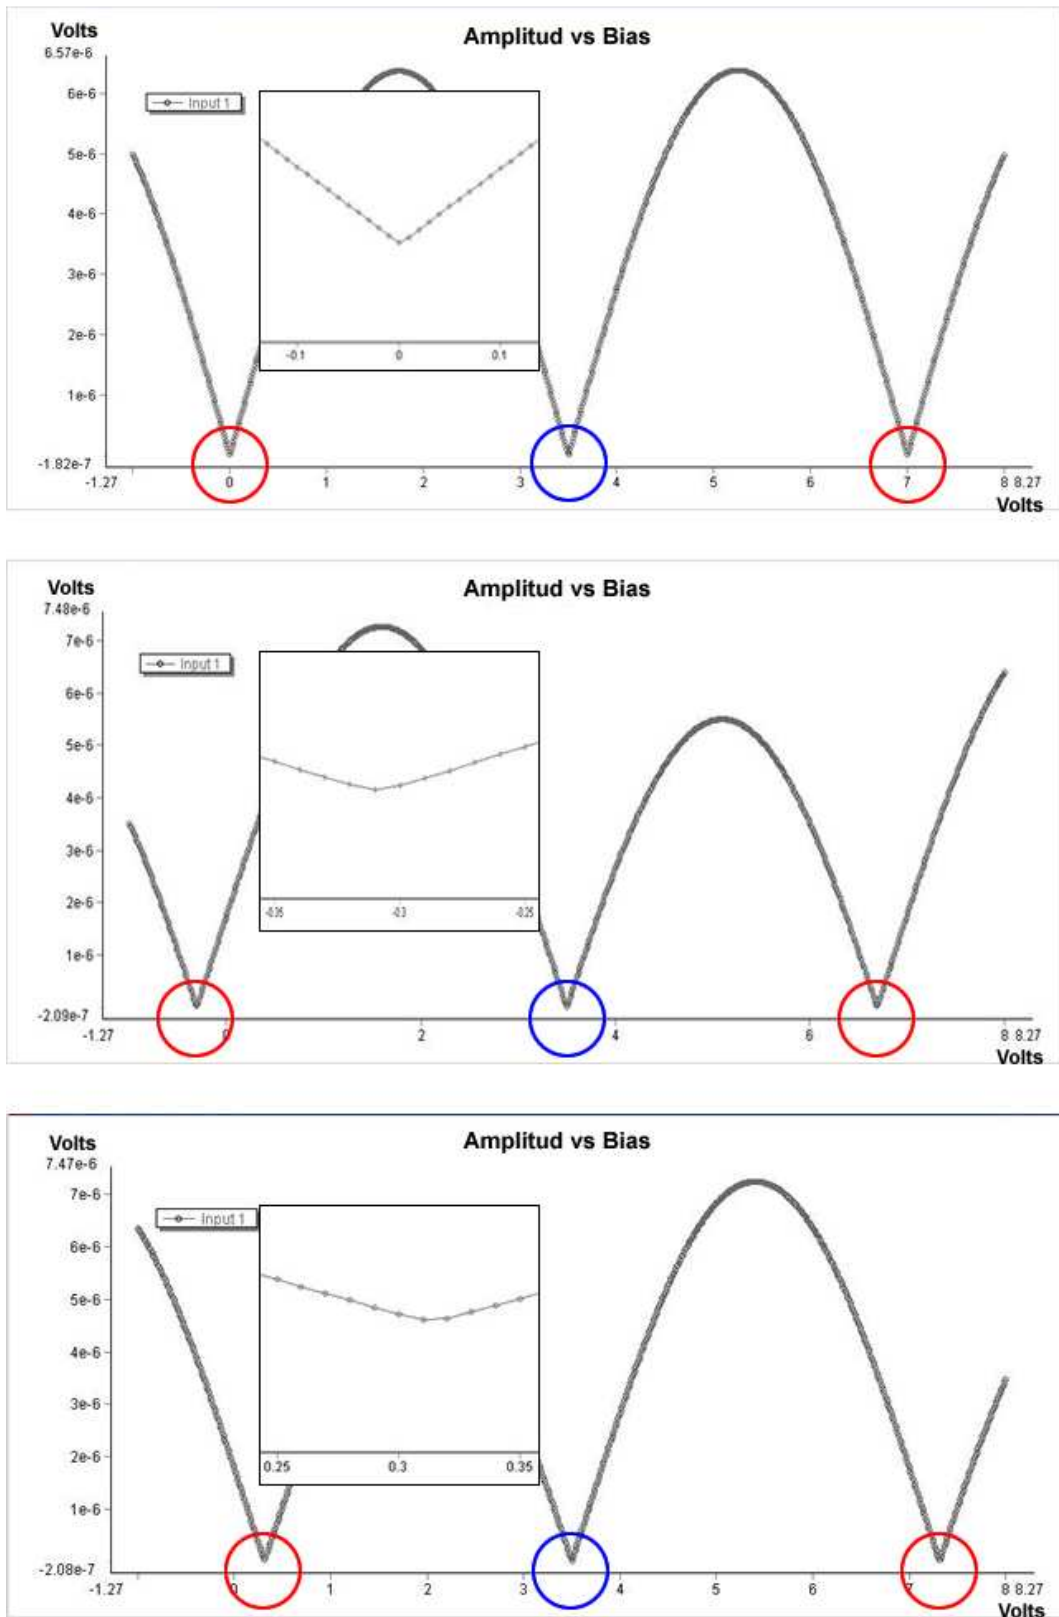 Volts
Amplitud vs Bias
6.57e-6
6e-6
Input 1
5e-6
4e-6
3e-6
2e-6
1e-6
-0.1 0 0.1
-1.82e-7
-1.27 0 1 2 3 4 5 6 7 8 8.27
Volts
Volts
Amplitud vs Bias
7.48e-6
7e-6
Input 1
6e-6
5e-6
4e-6
3e-6
2e-6
1e-6
-0.35 -0.3 -0.25
-2.09e-7
-1.27 0 2 4 6 8 8.27
Volts
Volts
Amplitud vs Bias
7.47e-6
7e-6
Input 1
6e-6
5e-6
4e-6
3e-6
2e-6
1e-6
0.25 0.3 0.35
-2.08e-7
-1.27 0 1 2 3 4 5 6 7 8 8.27
Volts